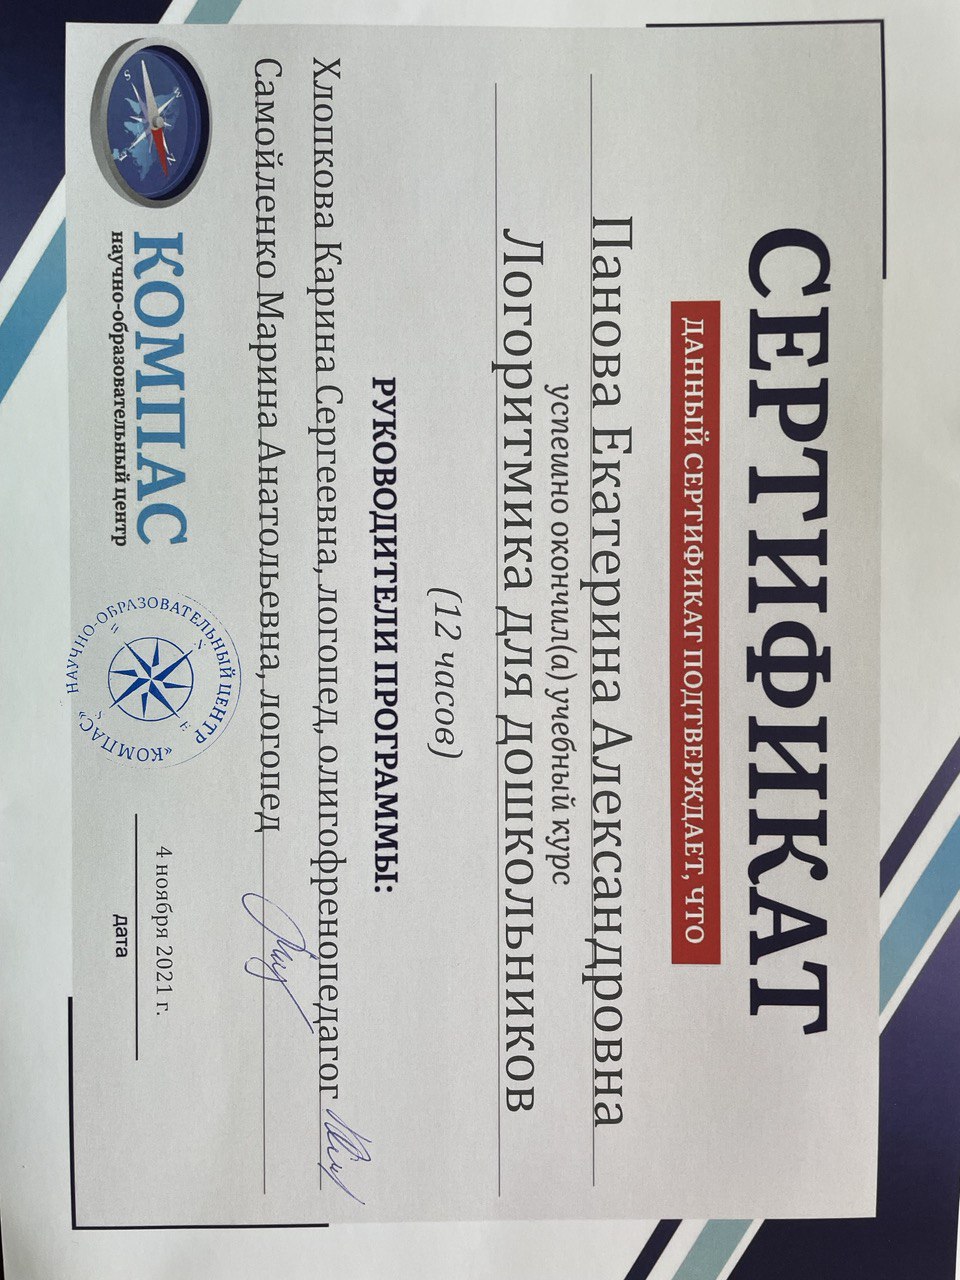 СЕРТИФИКАТ
ДАННЫЙ СЕРТИФИКАТ ПОДТВЕРЖДАЕТ, ЧТО
Панова Екатерина Александровна
успешно окончил(а) учебный курс
Логоритмика для дошкольников
(12 часов)
РУКОВОДИТЕЛИ ПРОГРАММЫ:
Хлопкова Карина Сергеевна, логопед, олигофренопедагог
Самойленко Марина Анатольевна, логопед
КОМПАС
научно-образовательный центр
НАУЧНО-ОБРАЗОВАТЕЛЬНЫЙ ЦЕНТР «КОМПАС»
4 ноября 2021 г.
дата